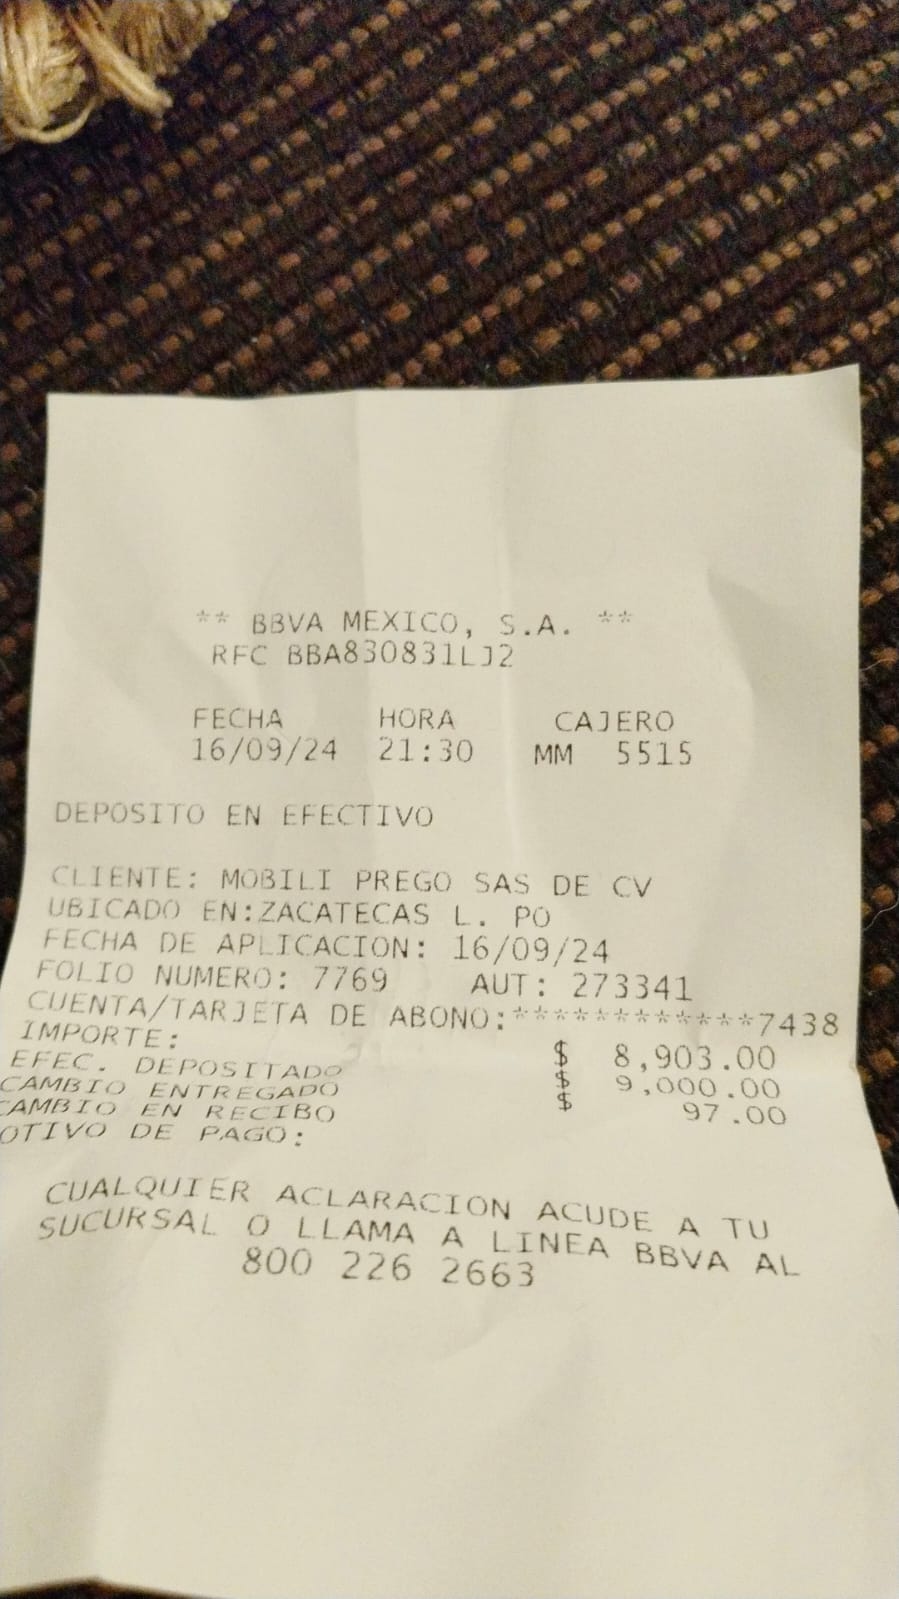 ** BBVA MEXICO, S.A. **
RFC BBA830831LJ2
FECHA HORA CAJERO
16/09/24 21:30 MM 5515
DEPOSITO EN EFECTIVO
CLIENTE: MOBILI PREGO SAS DE CV
UBICADO EN:ZACATECAS L. PO
FECHA DE APLICACION: 16/09/24
FOLIO NUMERO: 7769 AUT: 273341
CUENTA/TARJETA DE ABONO:************7438
IMPORTE: $ 8,903.00
EFEC. DEPOSITADO $ 9,000.00
CAMBIO ENTREGADO $ 97.00
CAMBIO EN RECIBO
OTIVO DE PAGO:
CUALQUIER ACLARACION ACUDE A TU
SUCURSAL O LLAMA A LINEA BBVA AL
800 226 2663